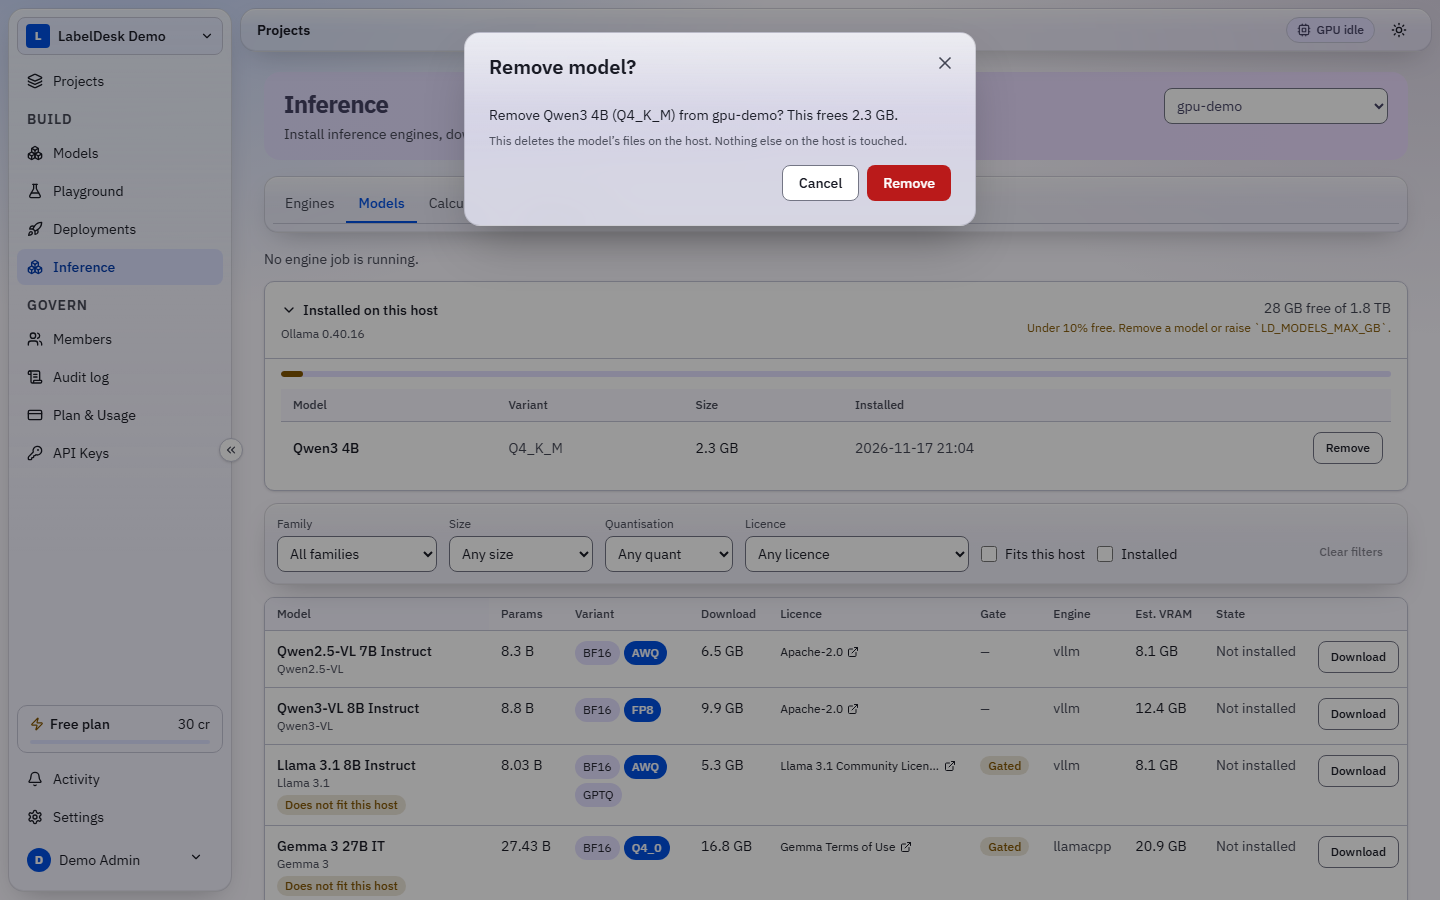 L LabelDesk Demo
Projects
BUILD
Models
Playground
Deployments
Inference
GOVERN
Members
Audit log
Plan & Usage
API Keys
Free plan 30 cr
Activity
Settings
D Demo Admin
Projects
GPU idle
Inference
Install inference engines, dow
gpu-demo
Remove model?
Remove Qwen3 4B (Q4_K_M) from gpu-demo? This frees 2.3 GB.
This deletes the model's files on the host. Nothing else on the host is touched.
Cancel Remove
Engines Models Calcu
No engine job is running.
Installed on this host 28 GB free of 1.8 TB
Ollama 0.40.16 Under 10% free. Remove a model or raise `LD_MODELS_MAX_GB`.
Model Variant Size Installed
Qwen3 4B Q4_K_M 2.3 GB 2026-11-17 21:04 Remove
Family Size Quantisation Licence
All families Any size Any quant Any licence Fits this host Installed Clear filters
Model Params Variant Download Licence Gate Engine Est. VRAM State
Qwen2.5-VL 7B Instruct 8.3 B BF16 AWQ 6.5 GB Apache-2.0 — vllm 8.1 GB Not installed Download
Qwen2.5-VL
Qwen3-VL 8B Instruct 8.8 B BF16 FP8 9.9 GB Apache-2.0 — vllm 12.4 GB Not installed Download
Qwen3-VL
Llama 3.1 8B Instruct 8.03 B BF16 AWQ 5.3 GB Llama 3.1 Community Licen... Gated vllm 8.1 GB Not installed Download
Llama 3.1 GPTQ
Does not fit this host
Gemma 3 27B IT 27.43 B BF16 Q4_0 16.8 GB Gemma Terms of Use Gated llamacpp 20.9 GB Not installed Download
Gemma 3
Does not fit this host